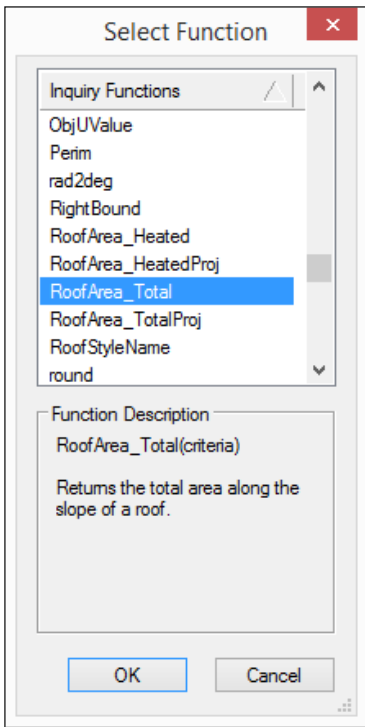 Select Function
Inquiry Functions
ObjUValue
Perim
rad2deg
RightBound
RoofArea_Heated
RoofArea_HeatedProj
RoofArea_Total
RoofArea_TotalProj
RoofStyleName
round
Function Description
RoofArea_Total(criteria)
Returns the total area along the
slope of a roof.
OK Cancel